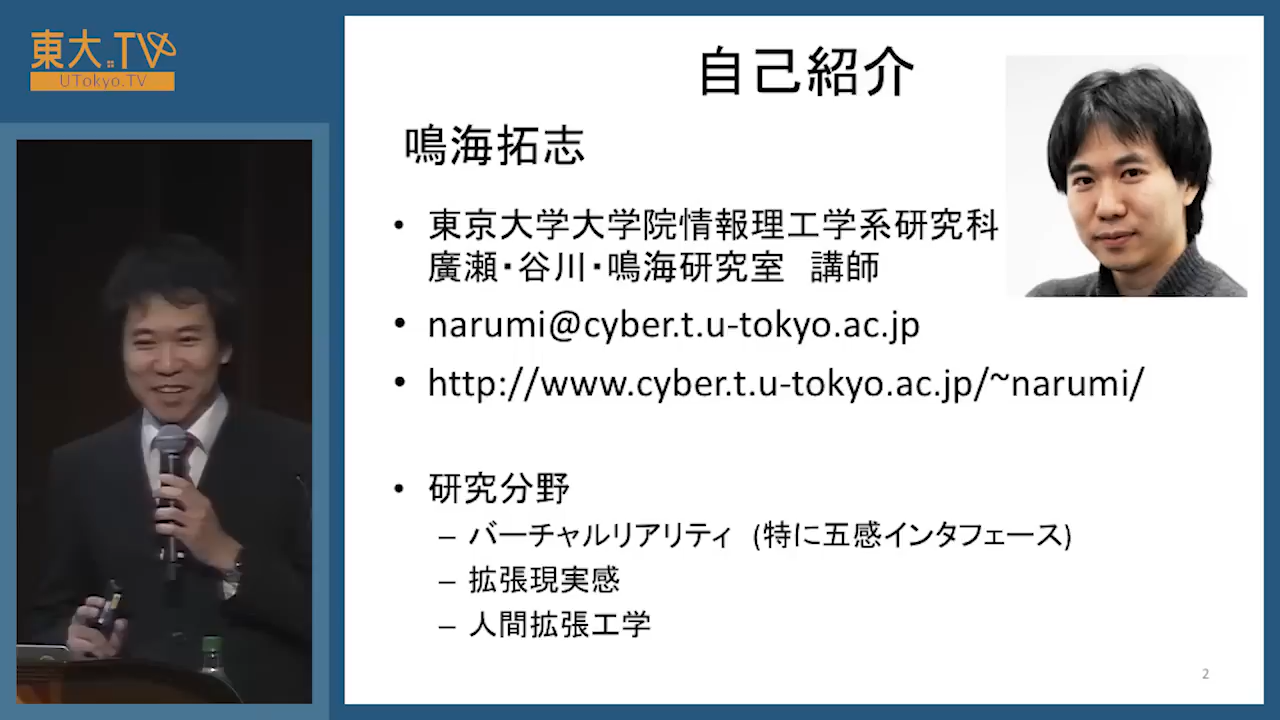 東大.TV
UTokyo.TV
自己紹介
鳴海拓志
• 東京大学大学院情報理工学系研究科
廣瀬・谷川・鳴海研究室　講師
• narumi@cyber.t.u-tokyo.ac.jp
• http://www.cyber.t.u-tokyo.ac.jp/~narumi/
• 研究分野
– バーチャルリアリティ (特に五感インタフェース)
– 拡張現実感
– 人間拡張工学
2